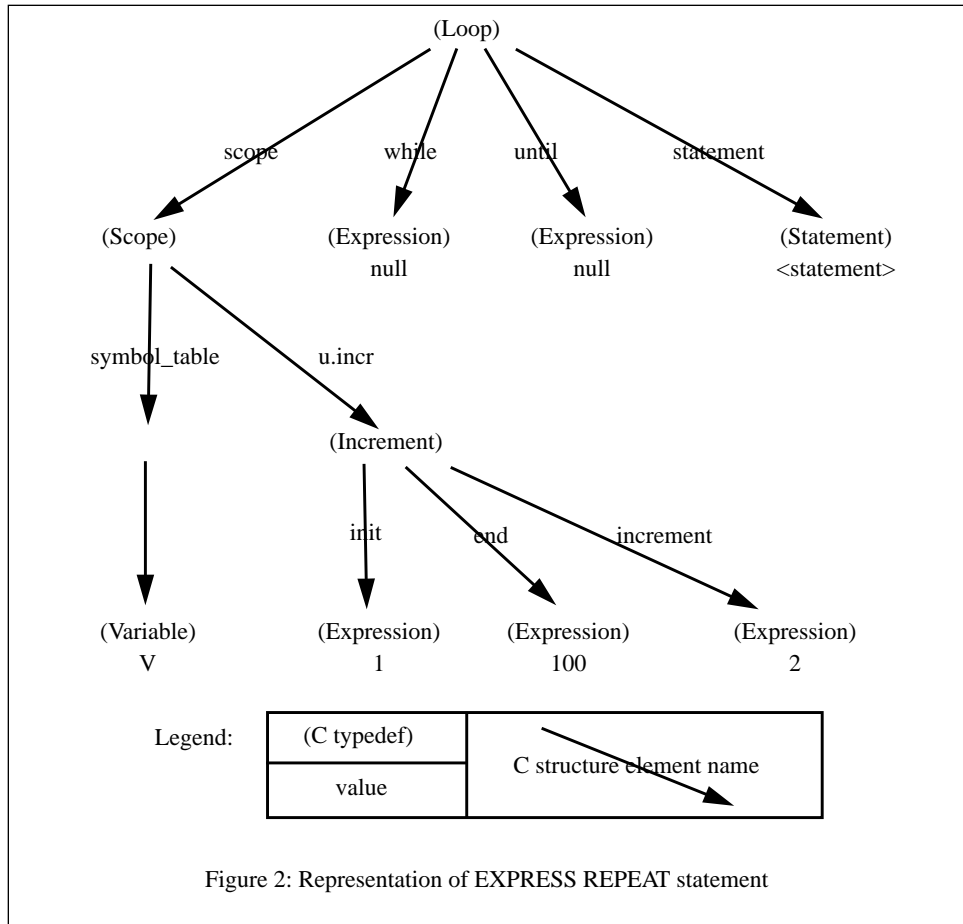 (Loop)
scope while until statement
(Scope) (Expression) (Expression) (Statement)
null null <statement>
symbol_table u.incr
(Increment)
init end increment
(Variable) (Expression) (Expression) (Expression)
V 1 100 2
Legend: (C typedef) C structure element name
value
Figure 2: Representation of EXPRESS REPEAT statement